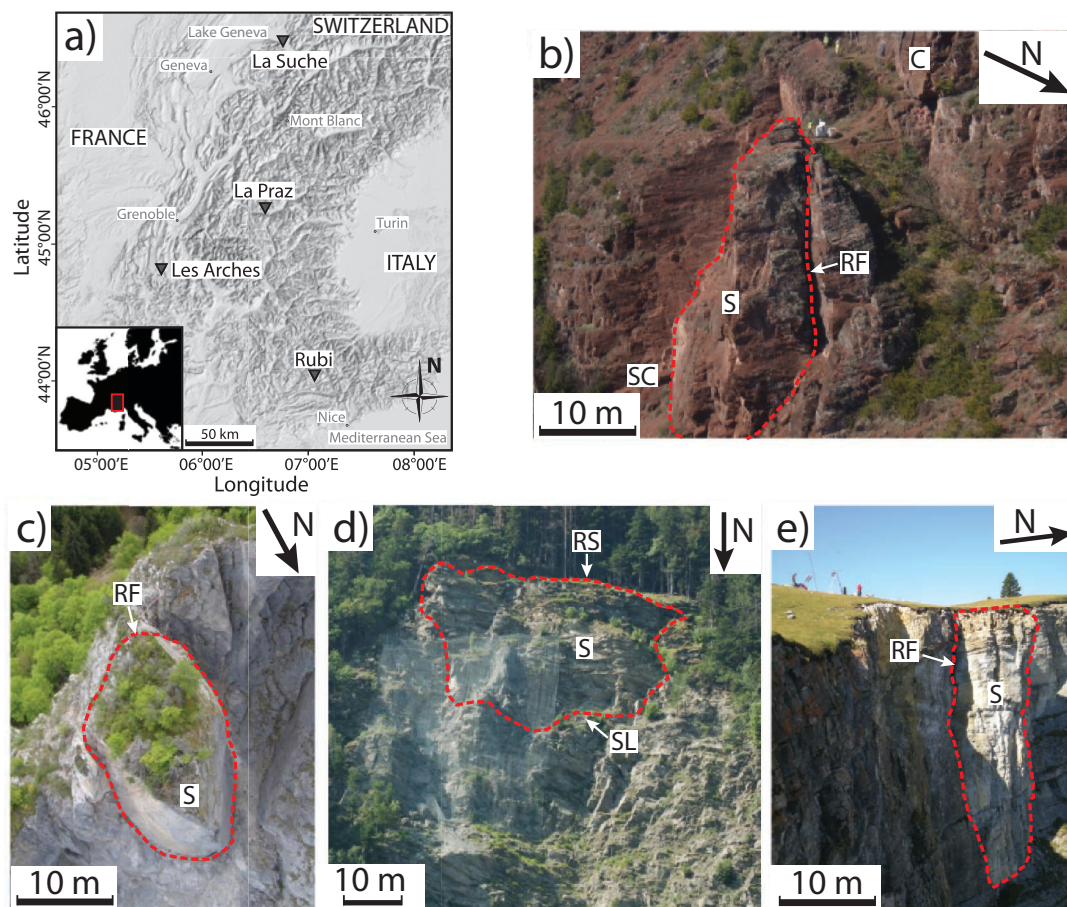 a)
SWITZERLAND
Lake Geneva
La Suche
Geneva
46°00'N
Mont Blanc
FRANCE
La Praz
Grenoble
Turin
45°00'N
Latitude
Les Arches
ITALY
Rubi
N
44°00'N
Nice
50 km
Mediterranean Sea
05°00'E
06°00'E
07°00'E
08°00'E
Longitude
b)
C
N
RF
S
SC
10 m
c)
N
RF
S
10 m
d)
N
RS
S
SL
10 m
e)
N
RF
S
10 m